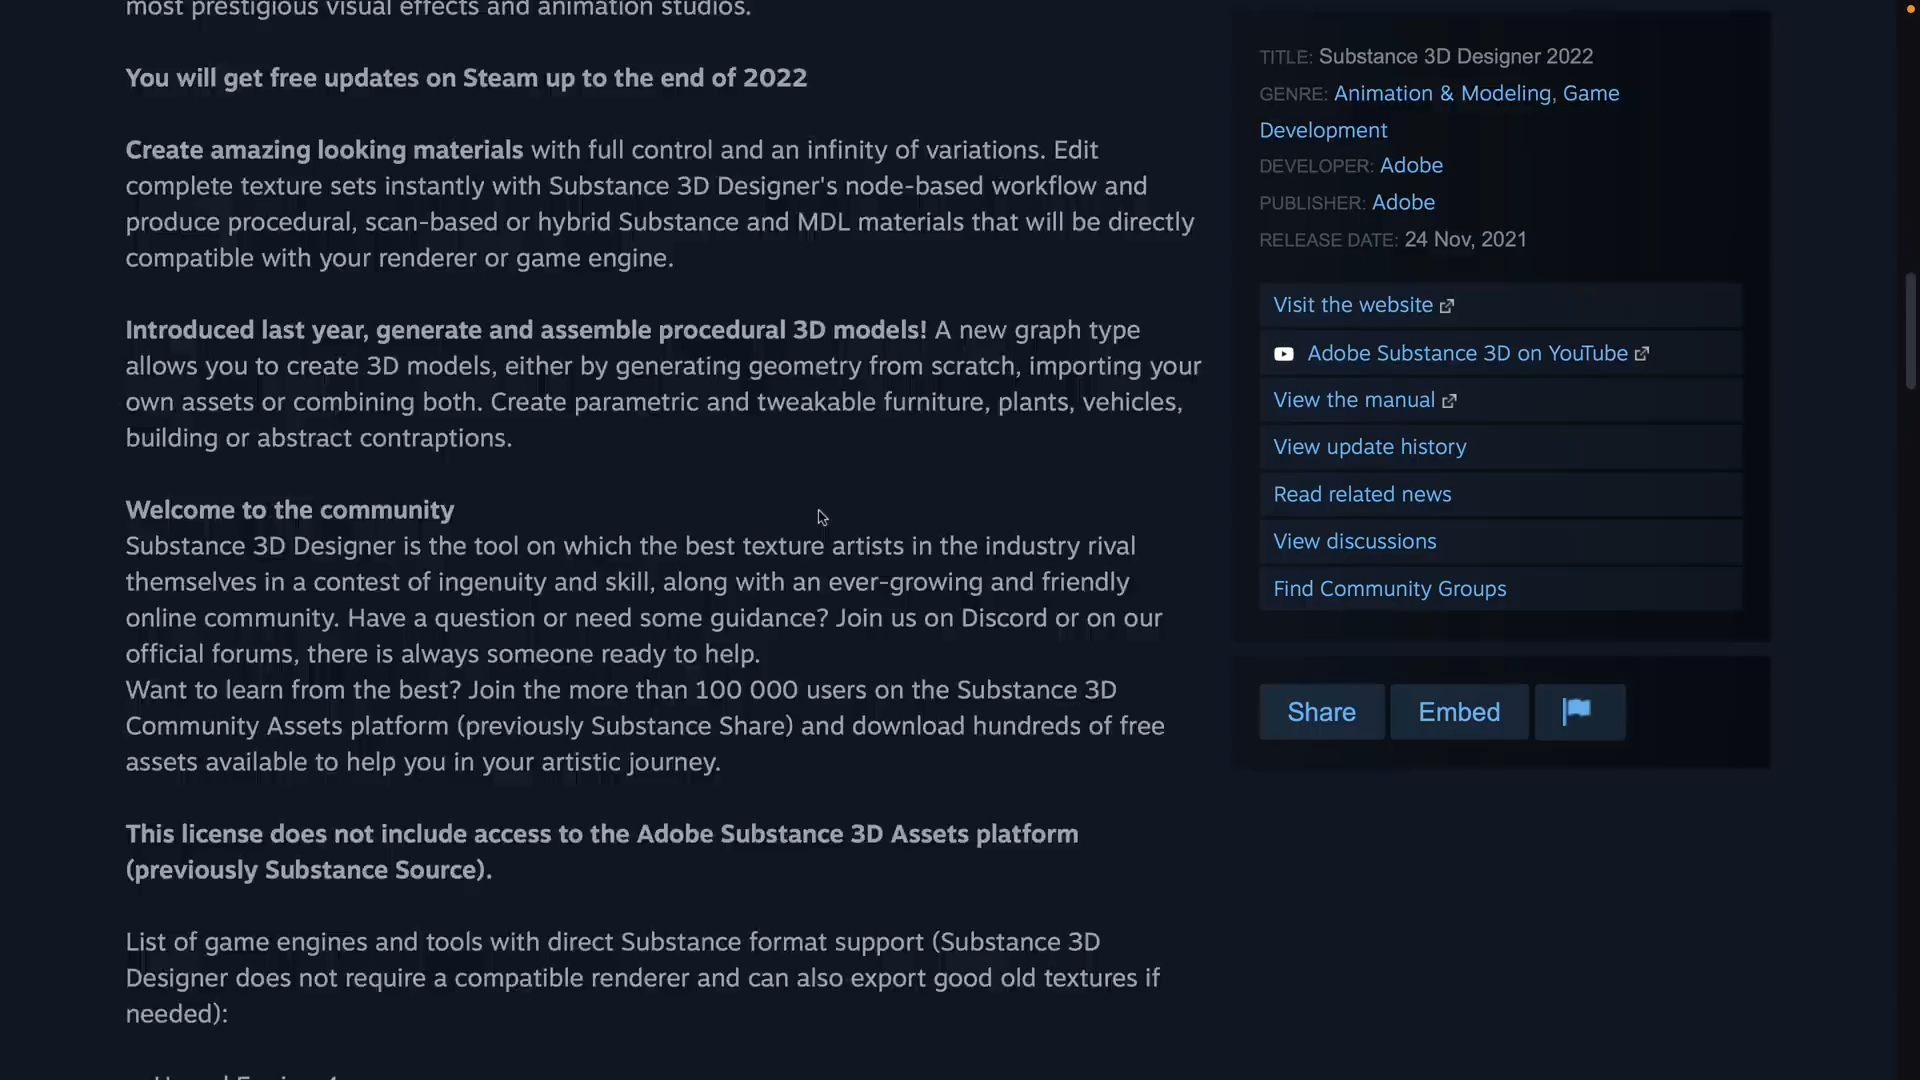 most prestigious visual effects and animation studios.
You will get free updates on Steam up to the end of 2022
Create amazing looking materials with full control and an infinity of variations. Edit
complete texture sets instantly with Substance 3D Designer's node-based workflow and
produce procedural, scan-based or hybrid Substance and MDL materials that will be directly
compatible with your renderer or game engine.
Introduced last year, generate and assemble procedural 3D models! A new graph type
allows you to create 3D models, either by generating geometry from scratch, importing your
own assets or combining both. Create parametric and tweakable furniture, plants, vehicles,
building or abstract contraptions.
Welcome to the community
Substance 3D Designer is the tool on which the best texture artists in the industry rival
themselves in a contest of ingenuity and skill, along with an ever-growing and friendly
online community. Have a question or need some guidance? Join us on Discord or on our
official forums, there is always someone ready to help.
Want to learn from the best? Join the more than 100 000 users on the Substance 3D
Community Assets platform (previously Substance Share) and download hundreds of free
assets available to help you in your artistic journey.
This license does not include access to the Adobe Substance 3D Assets platform
(previously Substance Source).
List of game engines and tools with direct Substance format support (Substance 3D
Designer does not require a compatible renderer and can also export good old textures if
needed):
TITLE: Substance 3D Designer 2022
GENRE: Animation & Modeling, Game
Development
DEVELOPER: Adobe
PUBLISHER: Adobe
RELEASE DATE: 24 Nov, 2021
Visit the website
Adobe Substance 3D on YouTube
View the manual
View update history
Read related news
View discussions
Find Community Groups
Share
Embed